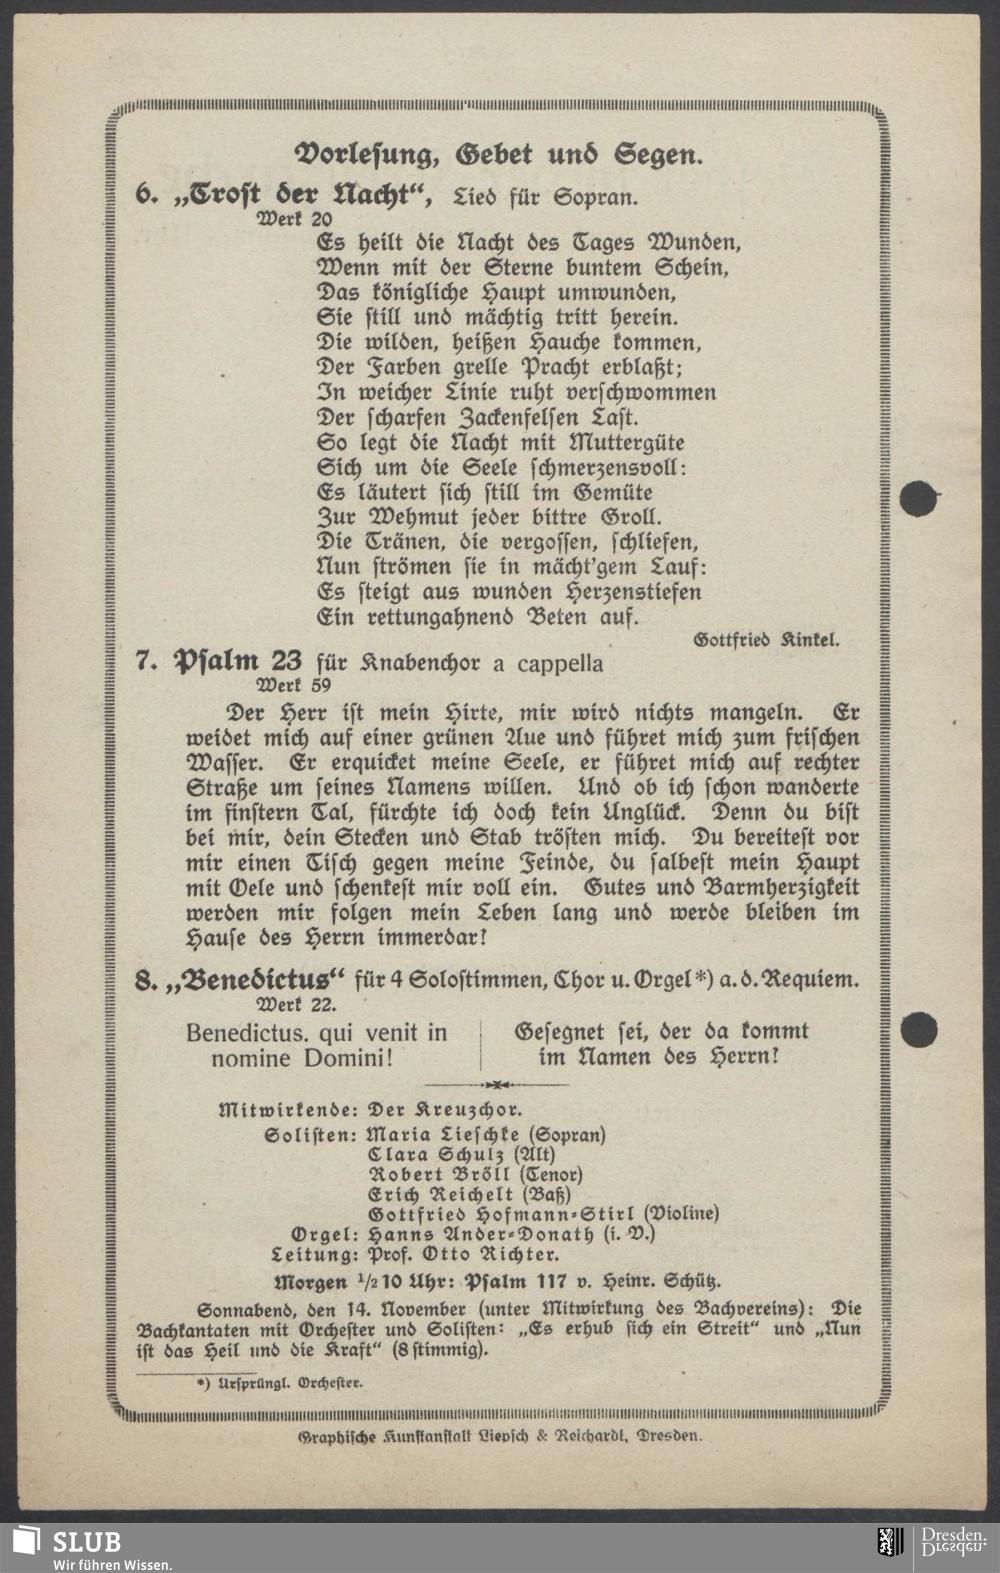 Vorlesung, Gebet und Segen.
6. „Trost der Nacht“, Lied für Sopran.
Werk 20
Es heilt die Nacht des Tages Wunden,
Wenn mit der Sterne buntem Schein,
Das königliche Haupt umwunden,
Sie still und mächtig tritt herein.
Die wilden, heißen Hauche kommen,
Der Farben grelle Pracht erblaßt;
In weicher Linie ruht verschwommen
Der scharfen Zackenfelsen Last.
So legt die Nacht mit Muttergüte
Sich um die Seele schmerzensvoll:
Es läutert sich still im Gemüte
Zur Wehmut jeder bittre Groll.
Die Tränen, die vergossen, schliefen,
Nun strömen sie in mächt'gem Lauf:
Es steigt aus wunden Herzenstiefen
Ein rettungahnend Beten auf.
Gottfried Kinkel.
7. Psalm 23 für Knabenchor a cappella
Werk 59
Der Herr ist mein Hirte, mir wird nichts mangeln. Er
weidet mich auf einer grünen Aue und führet mich zum frischen
Wasser. Er erquicket meine Seele, er führet mich auf rechter
Straße um seines Namens willen. Und ob ich schon wanderte
im finstern Tal, fürchte ich doch kein Unglück. Denn du bist
bei mir, dein Stecken und Stab trösten mich. Du bereitest vor
mir einen Tisch gegen meine Feinde, du salbest mein Haupt
mit Oele und schenkest mir voll ein. Gutes und Barmherzigkeit
werden mir folgen mein Leben lang und werde bleiben im
Hause des Herrn immerdar!
8. „Benedictus“ für 4 Solostimmen, Chor u. Orgel*) a. d. Requiem.
Werk 22.
Benedictus. qui venit in
nomine Domini!
Gesegnet sei, der da kommt
im Namen des Herrn!
Mitwirkende: Der Kreuzchor.
Solisten: Maria Lieschke (Sopran)
Clara Schulz (Alt)
Robert Bröll (Tenor)
Erich Reichelt (Baß)
Gottfried Hofmann-Stirl (Violine)
Orgel: Hanns Ander-Donath (i. V.)
Leitung: Prof. Otto Richter.
Morgen 1/2 10 Uhr: Psalm 117 v. Heinr. Schütz.
Sonnabend, den 14. November (unter Mitwirkung des Bachvereins): Die
Bachkantaten mit Orchester und Solisten: „Es erhub sich ein Streit“ und „Nun
ist das Heil und die Kraft“ (8 stimmig).
*) Ursprüngl. Orchester.
Graphische Kunstanstalt Liepsch & Reichardt, Dresden.
SLUB
Wir führen Wissen.
Dresden.